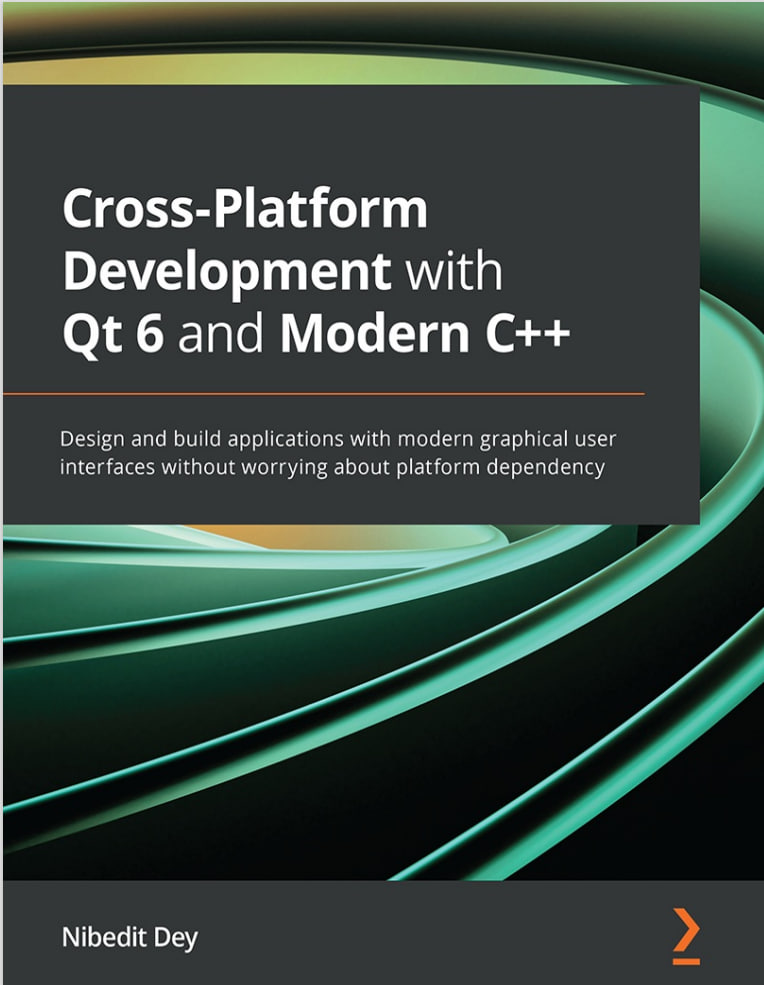 Cross-Platform
Development with
Qt 6 and Modern C++
Design and build applications with modern graphical user
interfaces without worrying about platform dependency
Nibedit Dey